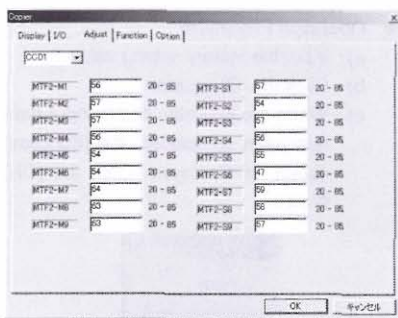 Copier
Display | I/O Adjust | Function | Option |
CCD1
MTF2-M1 56 20 - 85 MTF2-S1 57 20 - 85
MTF2-M2 57 20 - 85 MTF2-S2 54 20 - 85
MTF2-M3 57 20 - 85 MTF2-S3 57 20 - 85
MTF2-M4 56 20 - 85 MTF2-S4 56 20 - 85
MTF2-M5 54 20 - 85 MTF2-S5 55 20 - 85
MTF2-M6 54 20 - 85 MTF2-S6 47 20 - 85
MTF2-M7 64 20 - 85 MTF2-S7 59 20 - 85
MTF2-M8 63 20 - 85 MTF2-S8 56 20 - 85
MTF2-M9 63 20 - 85 MTF2-S9 57 20 - 85
OK キャンセル